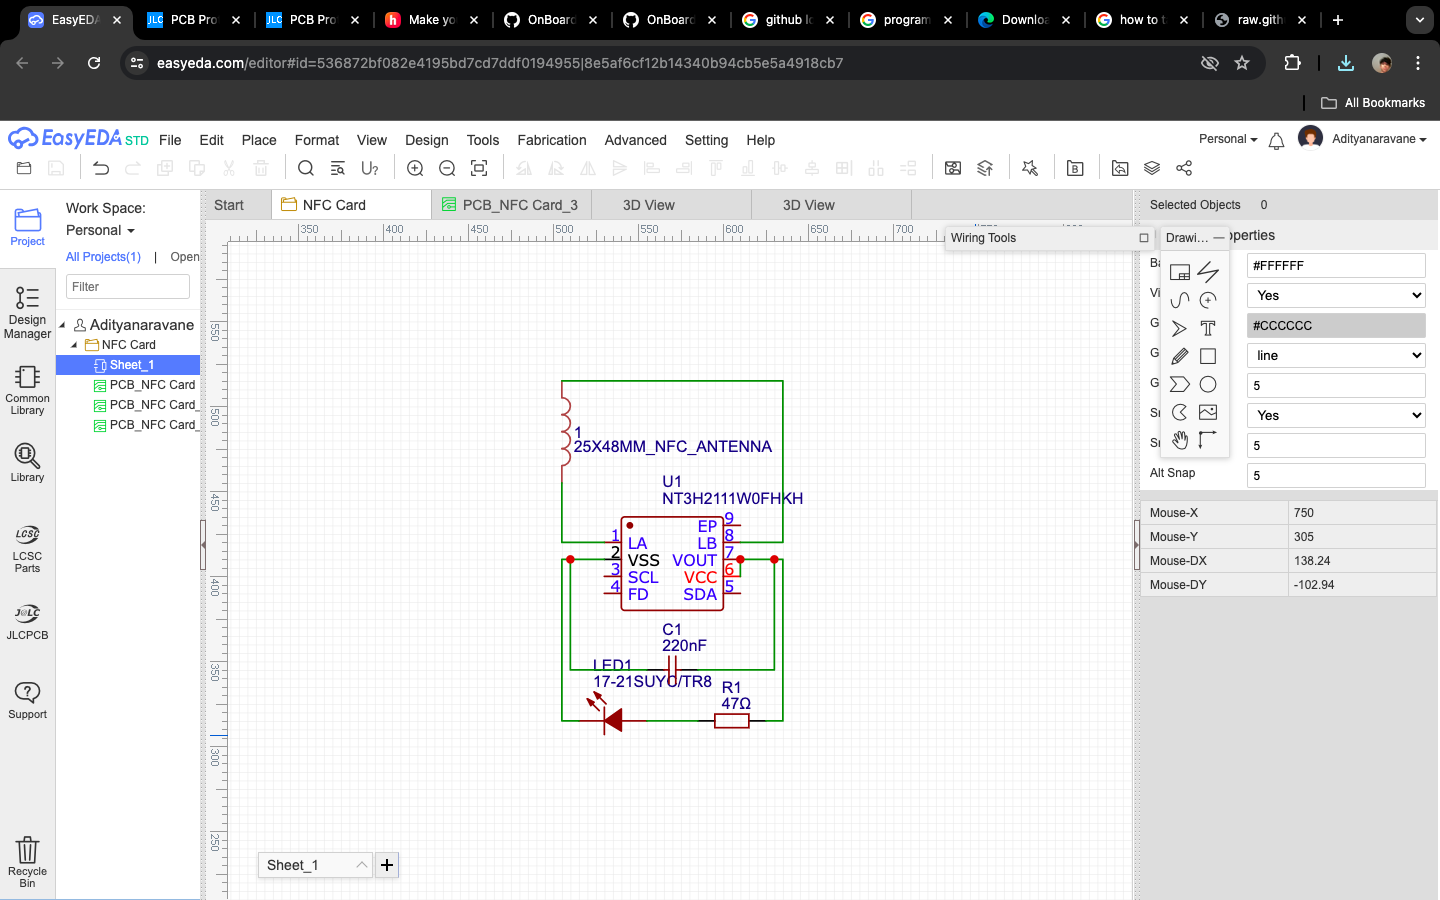 EasyEDA
PCB Pro
PCB Pro
Make yo
OnBoard
OnBoard
github l
program
Downloa
how to t
raw.gith
easyeda.com/editor#id=536872bf082e4195bd7cd7ddf0194955|8e5af6cf12b14340b94cb5e5a4918cb7
All Bookmarks
EasyEDA STD File Edit Place Format View Design Tools Fabrication Advanced Setting Help
Personal
Adityanaravane
Start
NFC Card
PCB_NFC Card_3
3D View
3D View
Project
Design
Manager
Common
Library
Library
LCSC
Parts
JLCPCB
Support
Recycle
Bin
Work Space:
Personal
All Projects(1) | Open
Filter
Adityanaravane
NFC Card
Sheet_1
PCB_NFC Card
PCB_NFC Card_
PCB_NFC Card_
350 400 450 500 550 600 650 700
550
500
450
400
350
300
250
Wiring Tools
Drawi...
1
25X48MM_NFC_ANTENNA
U1
NT3H2111W0FHKH
EP 9
1 LA LB 8
2 VSS VOUT 7
3 SCL VCC 6
4 FD SDA 5
C1
220nF
LED1
17-21SUYC/TR8
R1
47Ω
Sheet_1
Selected Objects 0
operties
Ba #FFFFFF
Vi Yes
G #CCCCCC
G line
G 5
Sr Yes
Sr 5
Alt Snap 5
Mouse-X 750
Mouse-Y 305
Mouse-DX 138.24
Mouse-DY -102.94